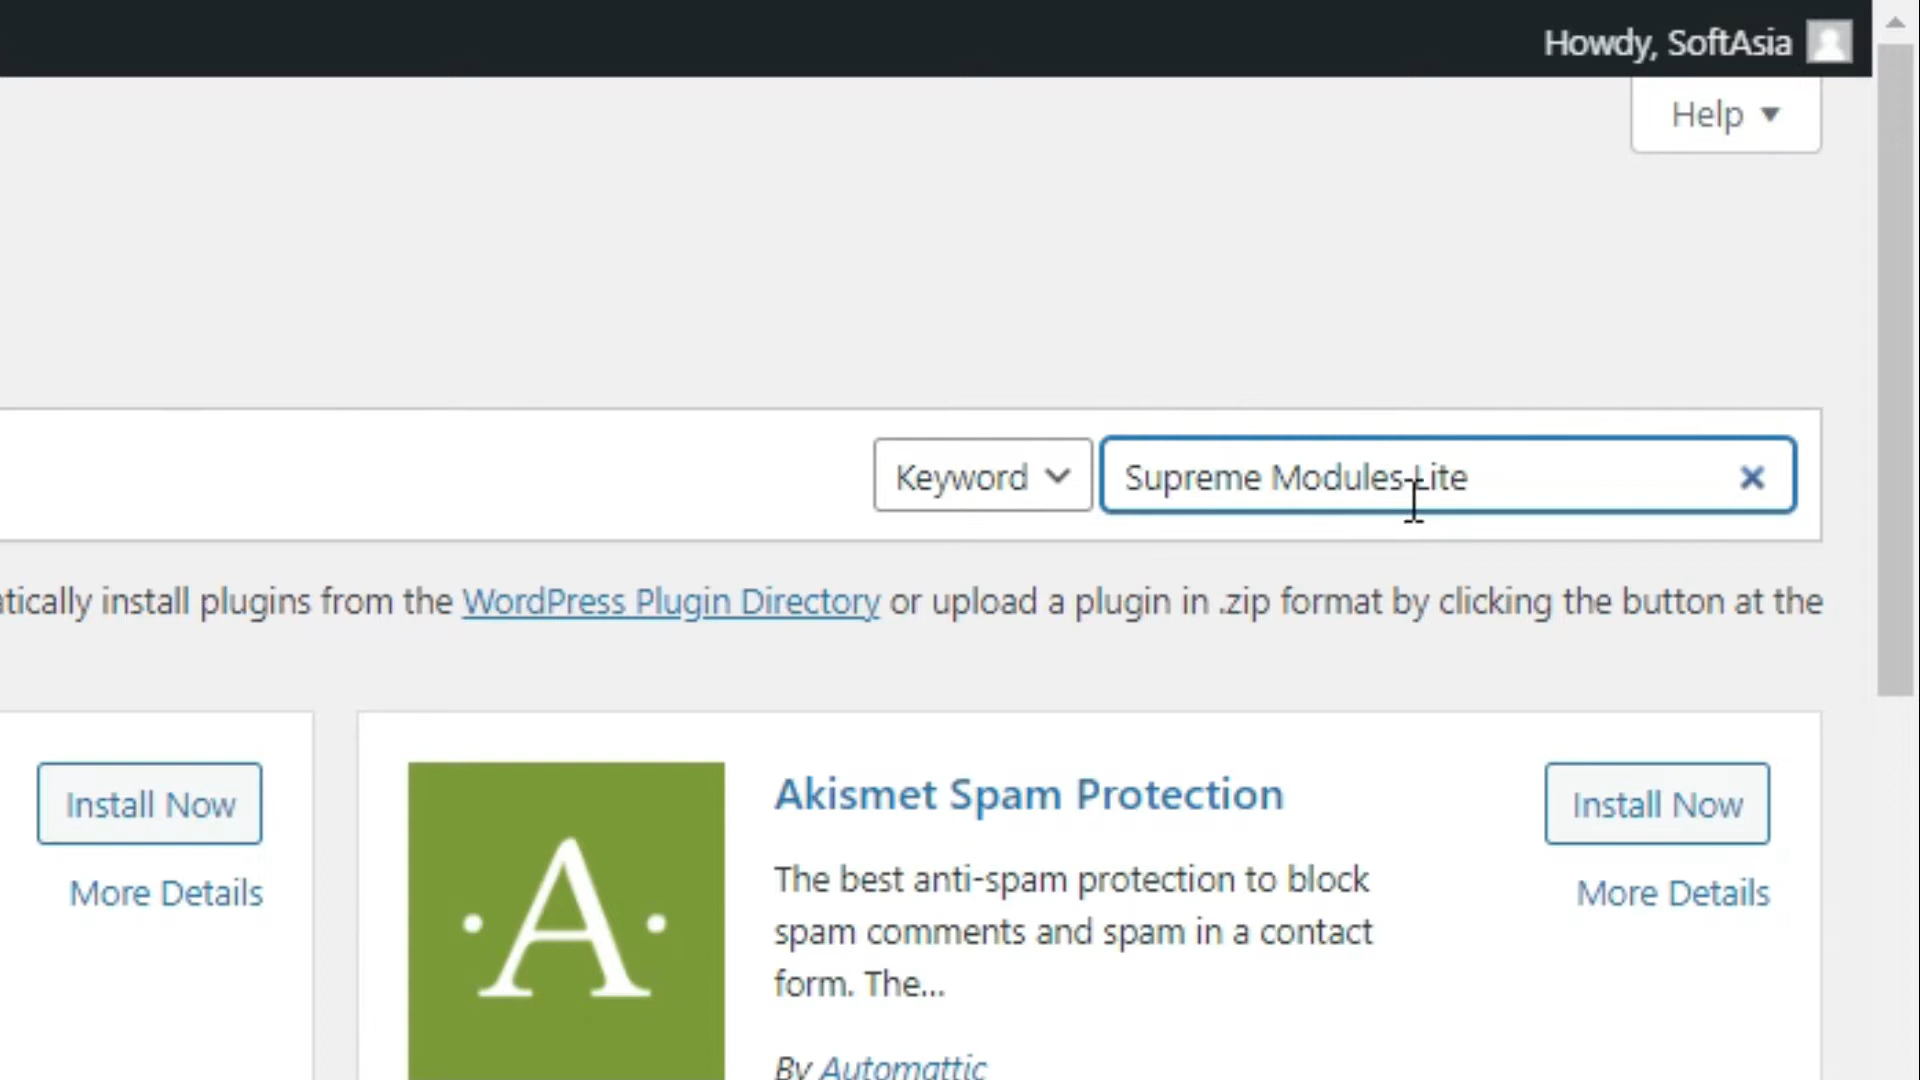 Howdy, SoftAsia
Help ▼
Keyword
Supreme Modules Lite
atically install plugins from the WordPress Plugin Directory or upload a plugin in .zip format by clicking the button at the
Install Now
More Details
A
Akismet Spam Protection
The best anti-spam protection to block
spam comments and spam in a contact
form. The...
By Automattic
Install Now
More Details